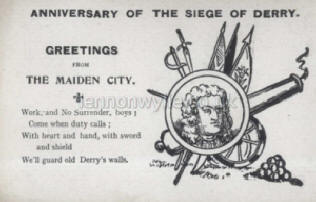 ANNIVERSARY OF THE SIEGE OF DERRY.
GREETINGS
FROM
THE MAIDEN CITY.
Work, and No Surrender, boys;
Come when duty calls;
With heart and hand, with sword
and shield
We'll guard old Derry's walls.